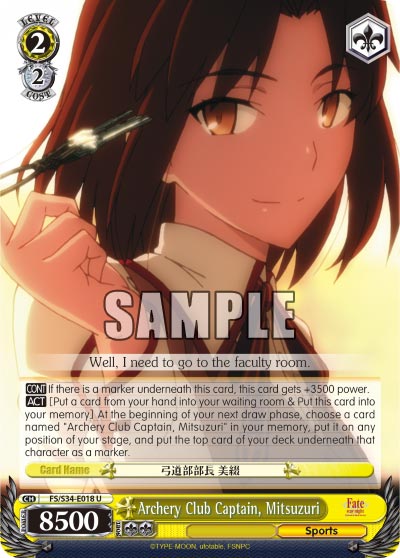 LEVEL
2
2
COST
SAMPLE
Well, I need to go to the faculty room.
CONT If there is a marker underneath this card, this card gets +3500 power.
ACT [Put a card from your hand into your waiting room & Put this card into
your memory] At the beginning of your next draw phase, choose a card
named "Archery Club Captain, Mitsuzuri" in your memory, put it on any
position of your stage, and put the top card of your deck underneath that
character as a marker.
Card Name
弓道部部長 美綴
CH FS/S34-E018 U
Archery Club Captain, Mitsuzuri
POWER
8500
SOUL
Fate
stay night
Sports
©TYPE-MOON, ufotable, FSNPC